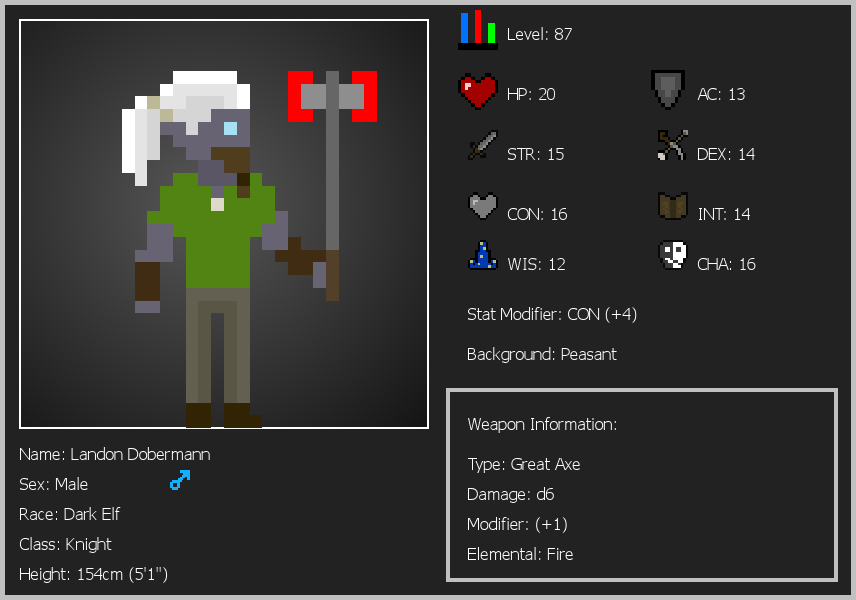 Level: 87
HP: 20
AC: 13
STR: 15
DEX: 14
CON: 16
INT: 14
WIS: 12
CHA: 16
Stat Modifier: CON (+4)
Background: Peasant
Weapon Information:
Type: Great Axe
Damage: d6
Modifier: (+1)
Elemental: Fire
Name: Landon Dobermann
Sex: Male
Race: Dark Elf
Class: Knight
Height: 154cm (5'1")